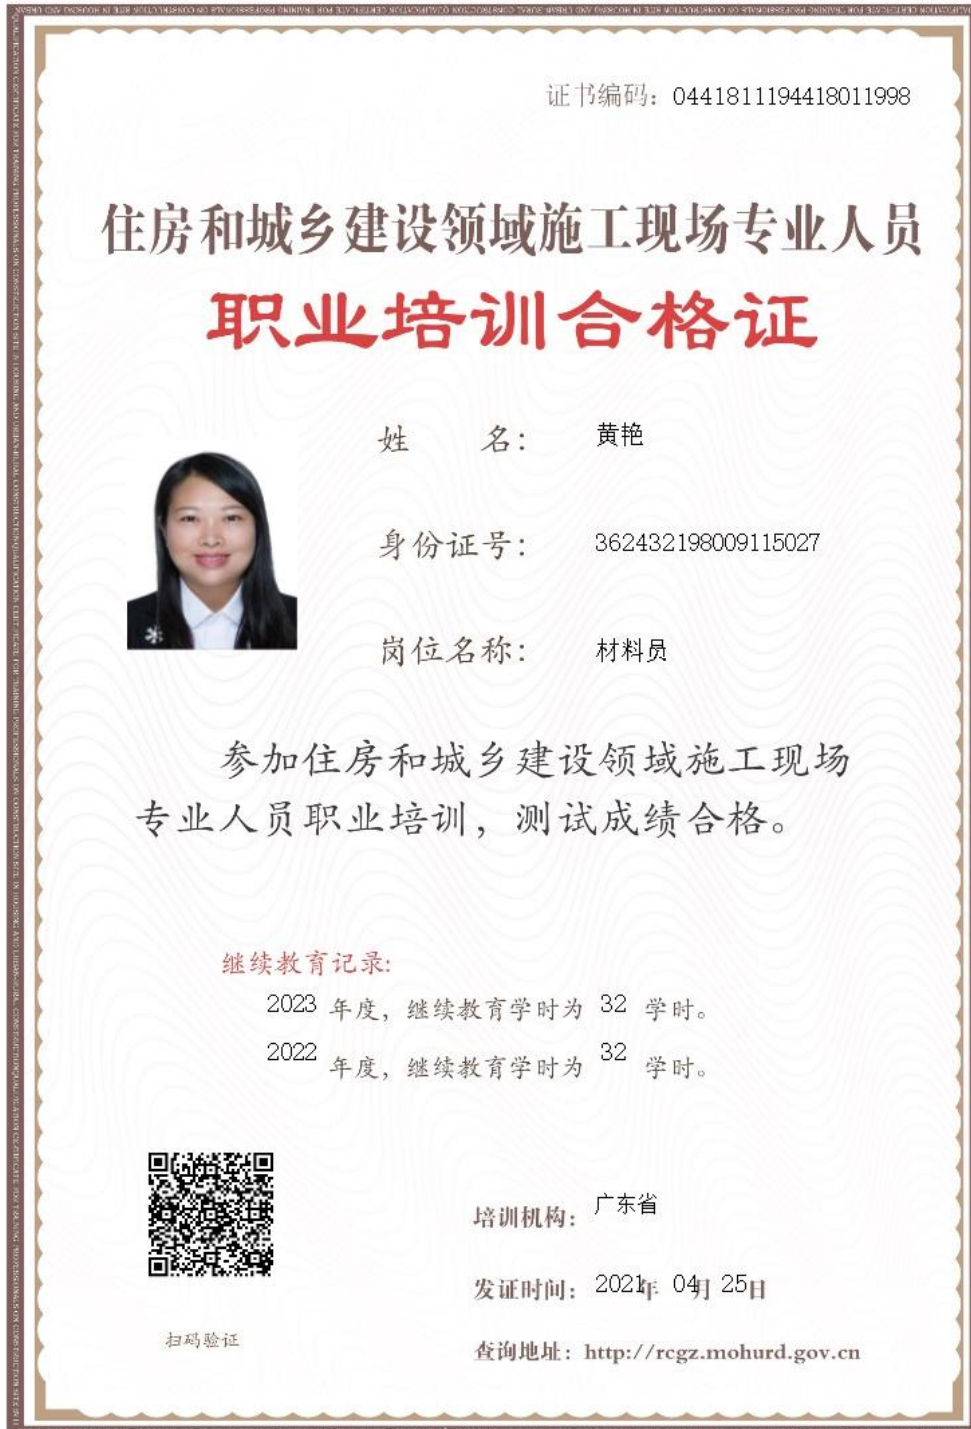 证书编码：0441811194418011998
住房和城乡建设领域施工现场专业人员
职业培训合格证
姓 名： 黄艳
身份证号： 362432198009115027
岗位名称： 材料员
参加住房和城乡建设领域施工现场
专业人员职业培训，测试成绩合格。
继续教育记录:
2023 年度，继续教育学时为 32 学时。
2022 年度，继续教育学时为 32 学时。
培训机构： 广东省
发证时间： 2021年 04月 25日
扫码验证
查询地址：http://rcgz.mohurd.gov.cn